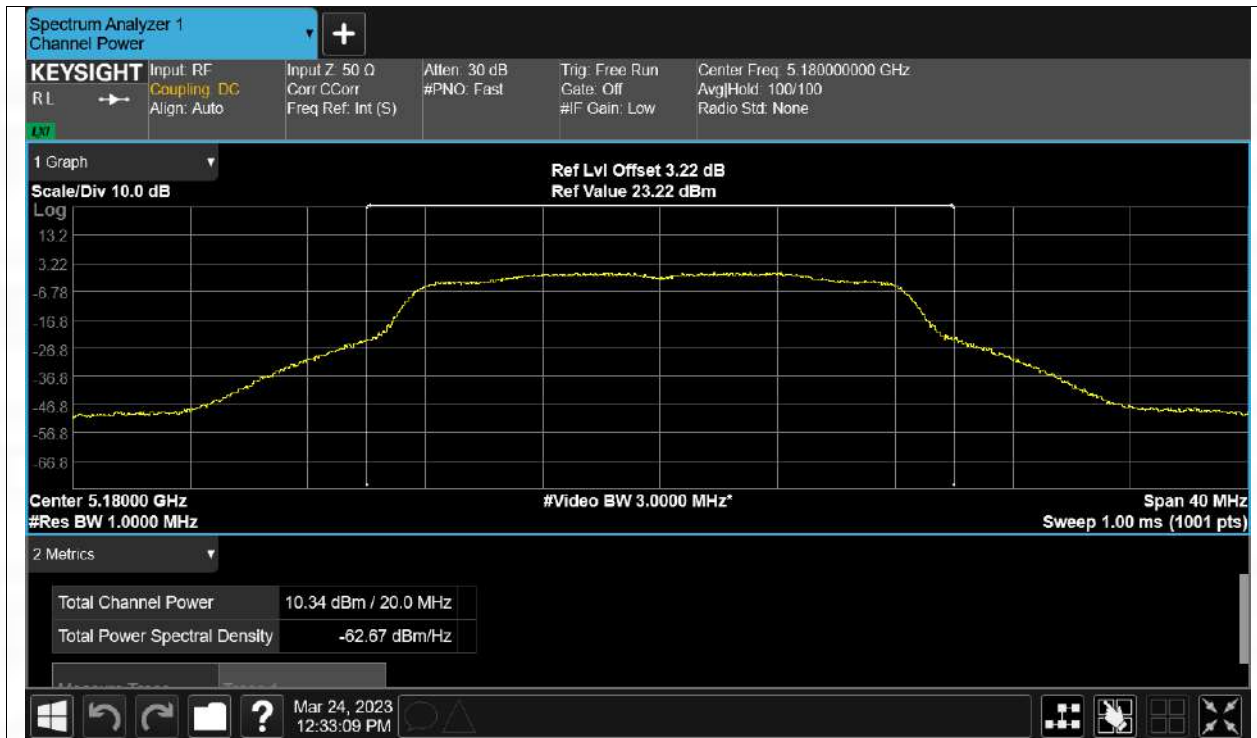 Spectrum Analyzer 1
Channel Power
+
KEYSIGHT
RL
LXI
Input: RF
Coupling: DC
Align: Auto
Input Z: 50 Ω
Corr CCorr
Freq Ref: Int (S)
Atten: 30 dB
#PNO: Fast
Trig: Free Run
Gate: Off
#IF Gain: Low
Center Freq: 5.180000000 GHz
Avg|Hold: 100/100
Radio Std: None
1 Graph
Scale/Div 10.0 dB
Ref Lvl Offset 3.22 dB
Ref Value 23.22 dBm
Log
13.2
3.22
-6.78
-16.8
-26.8
-36.8
-46.8
-56.8
-66.8
Center 5.18000 GHz
#Video BW 3.0000 MHz*
Span 40 MHz
#Res BW 1.0000 MHz
Sweep 1.00 ms (1001 pts)
2 Metrics
Total Channel Power 10.34 dBm / 20.0 MHz
Total Power Spectral Density -62.67 dBm/Hz
?
Mar 24, 2023
12:33:09 PM